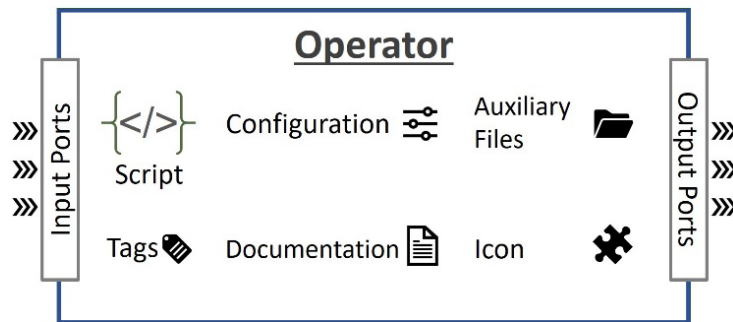 Operator
Input Ports
</>
Script
Configuration
Auxiliary
Files
Output Ports
Tags
Documentation
Icon